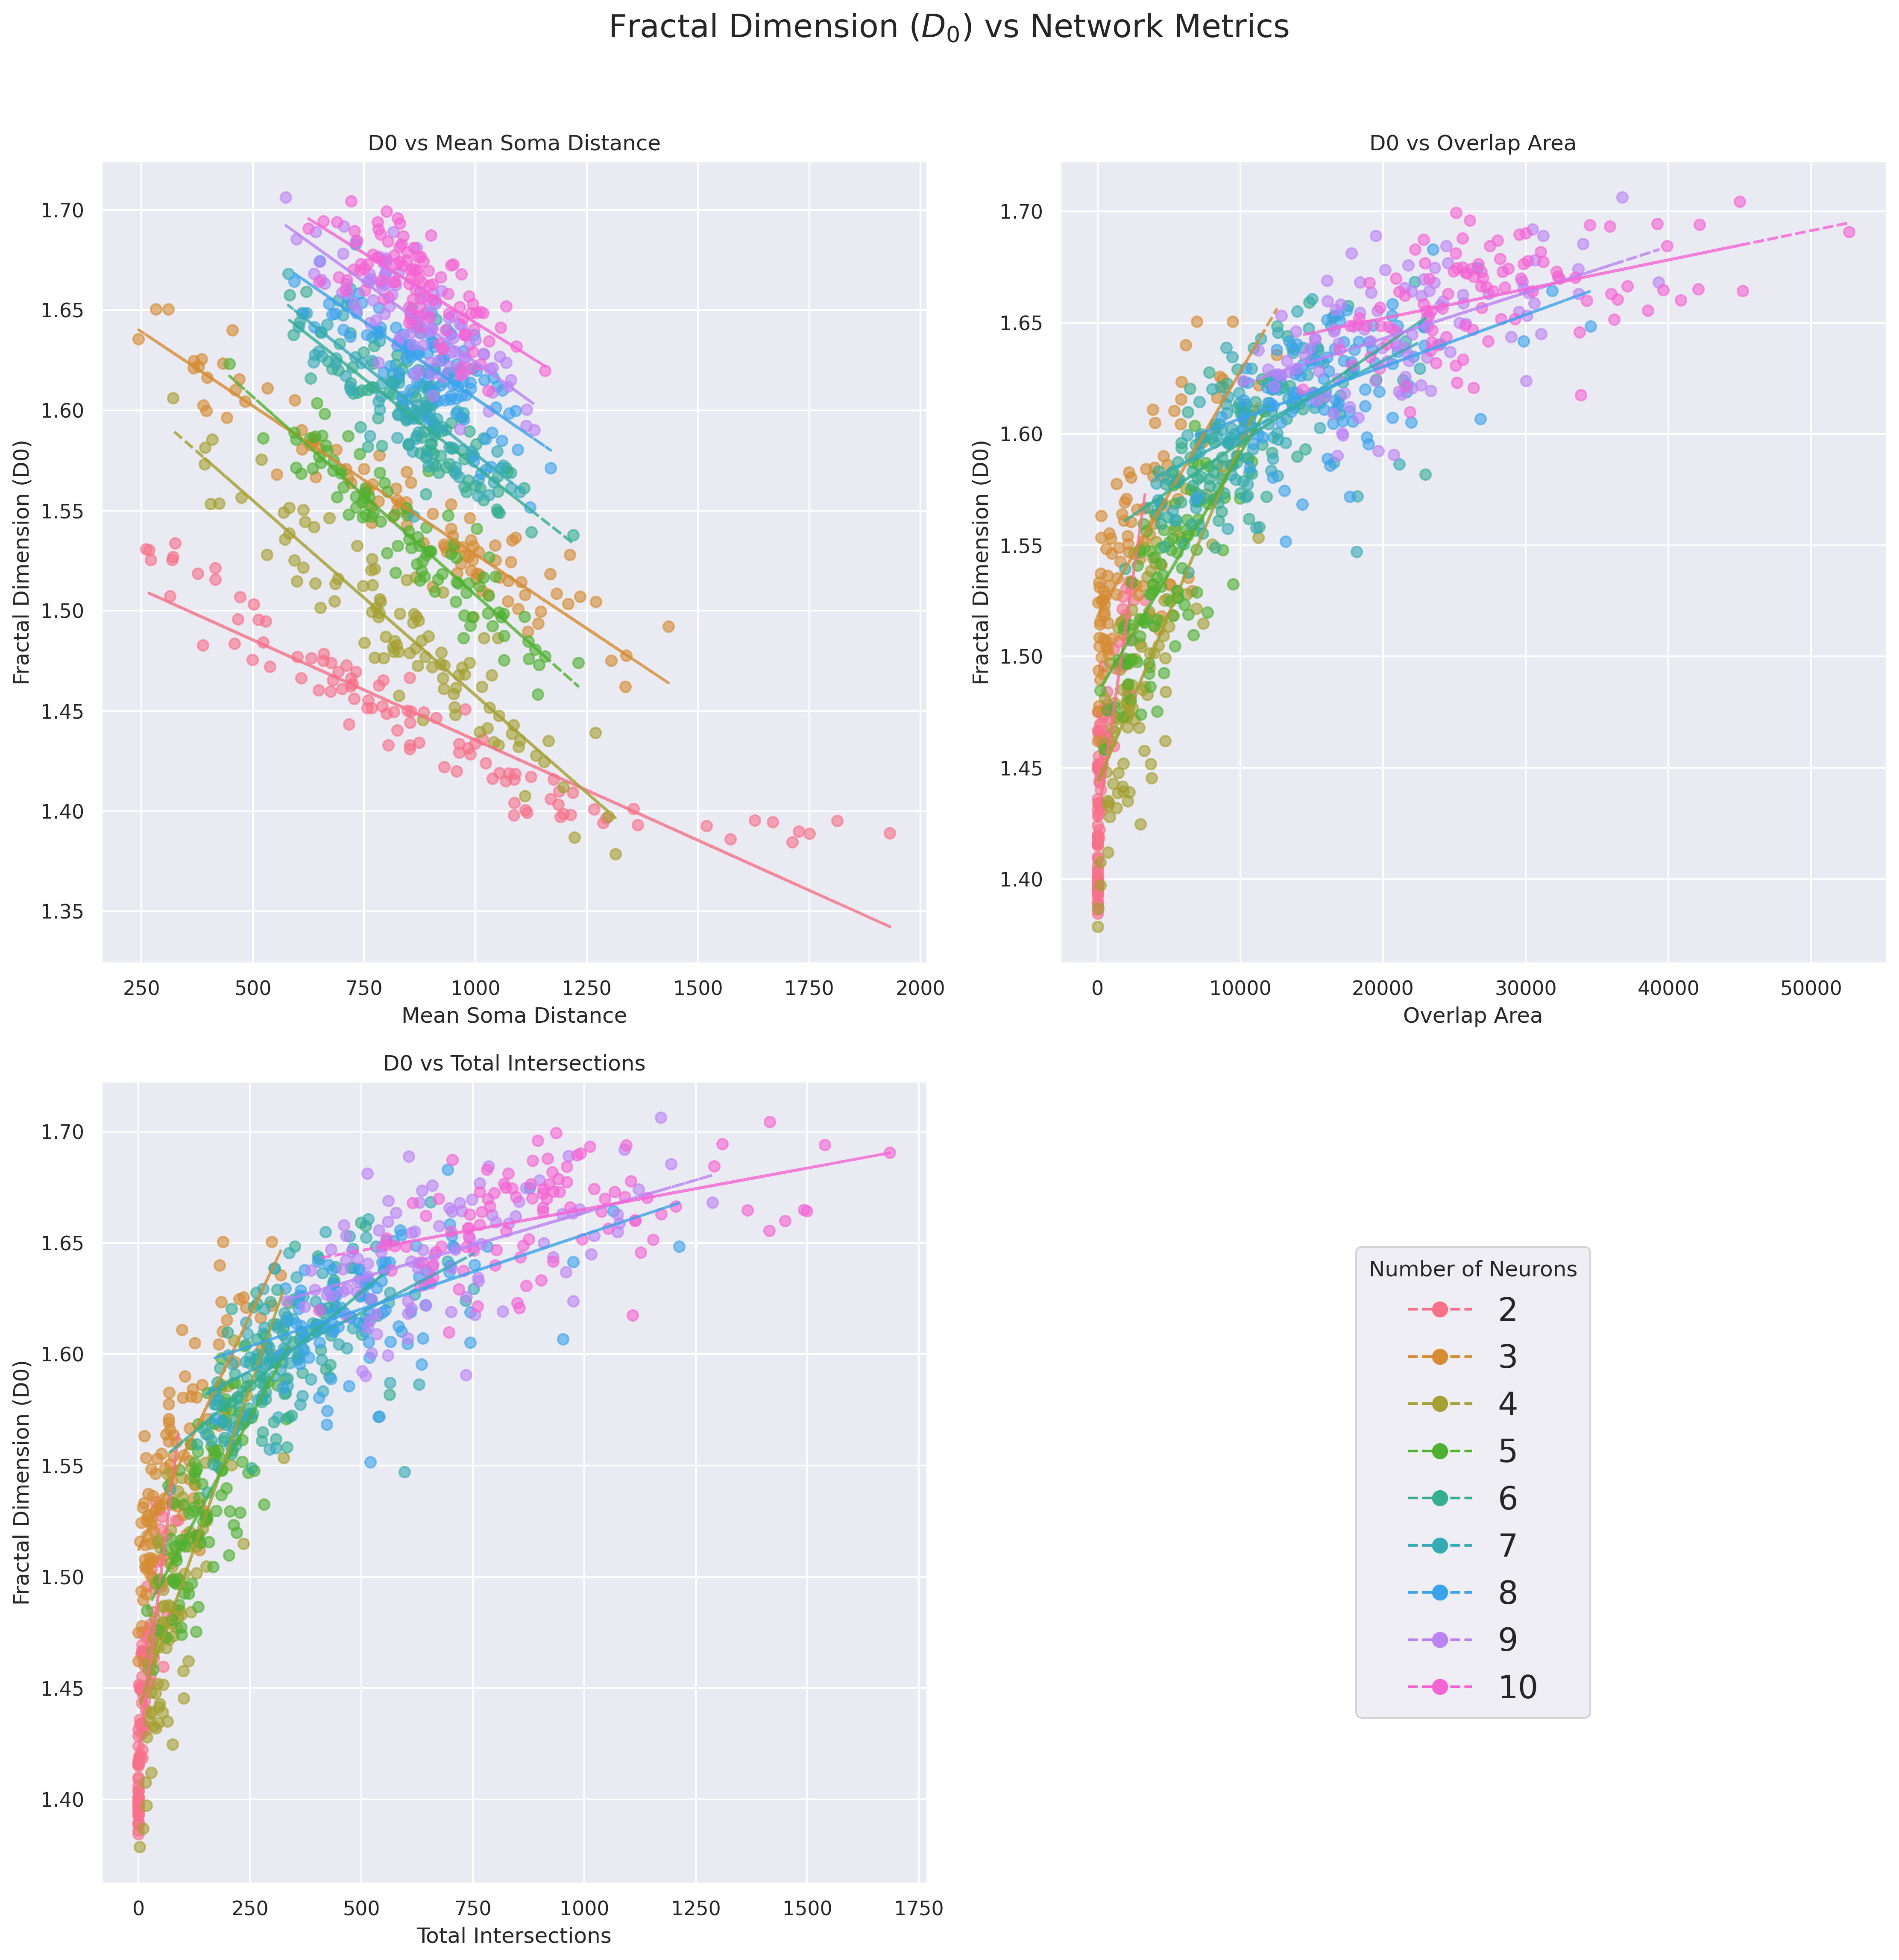 Fractal Dimension (D₀) vs Network Metrics
D0 vs Mean Soma Distance
Fractal Dimension (D0)
1.70
1.65
1.60
1.55
1.50
1.45
1.40
1.35
250 500 750 1000 1250 1500 1750 2000
Mean Soma Distance
D0 vs Overlap Area
Fractal Dimension (D0)
1.70
1.65
1.60
1.55
1.50
1.45
1.40
0 10000 20000 30000 40000 50000
Overlap Area
D0 vs Total Intersections
Fractal Dimension (D0)
1.70
1.65
1.60
1.55
1.50
1.45
1.40
0 250 500 750 1000 1250 1500 1750
Total Intersections
Number of Neurons
2
3
4
5
6
7
8
9
10